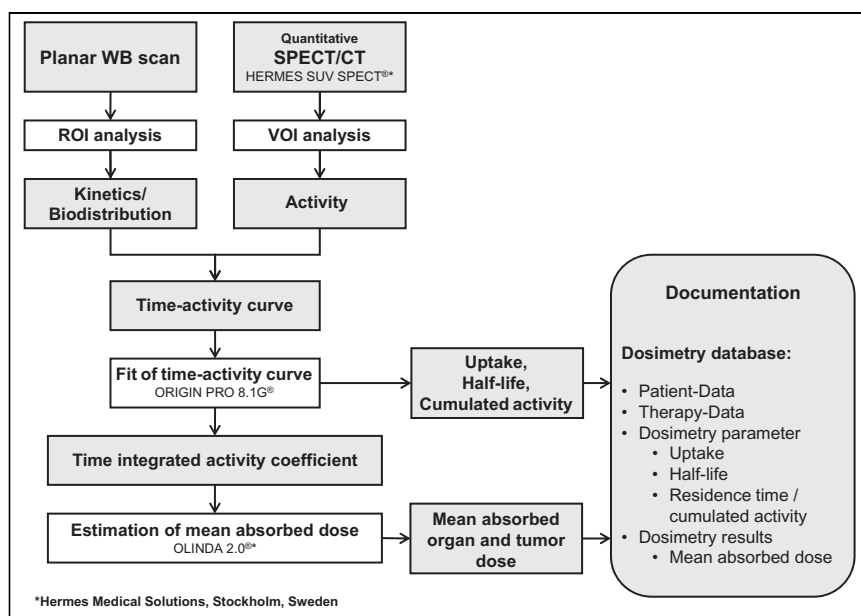 Planar WB scan
Quantitative
SPECT/CT
HERMES SUV SPECT®*
ROI analysis
VOI analysis
Kinetics/
Biodistribution
Activity
Time-activity curve
Fit of time-activity curve
ORIGIN PRO 8.1G®
Uptake,
Half-life,
Cumulated activity
Time integrated activity coefficient
Estimation of mean absorbed dose
OLINDA 2.0®*
Mean absorbed
organ and tumor
dose
Documentation
Dosimetry database:
• Patient-Data
• Therapy-Data
• Dosimetry parameter
• Uptake
• Half-life
• Residence time /
cumulated activity
• Dosimetry results
• Mean absorbed dose
*Hermes Medical Solutions, Stockholm, Sweden